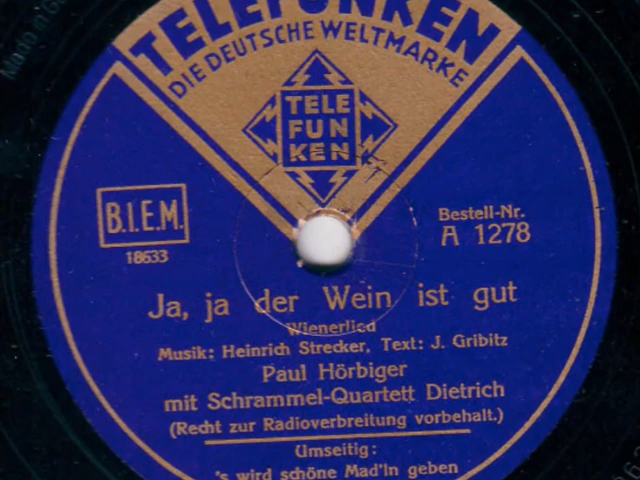 TELEFUNKEN
DIE DEUTSCHE WELTMARKE
TELE
FUN
KEN
B.I.E.M.
18633
Bestell-Nr.
A 1278
Ja, ja der Wein ist gut
Wienerlied
Musik: Heinrich Strecker, Text: J. Gribitz
Paul Hörbiger
mit Schrammel-Quartett Dietrich
(Recht zur Radioverbreitung vorbehalt.)
Umseitig:
's wird schöne Mad'ln geben